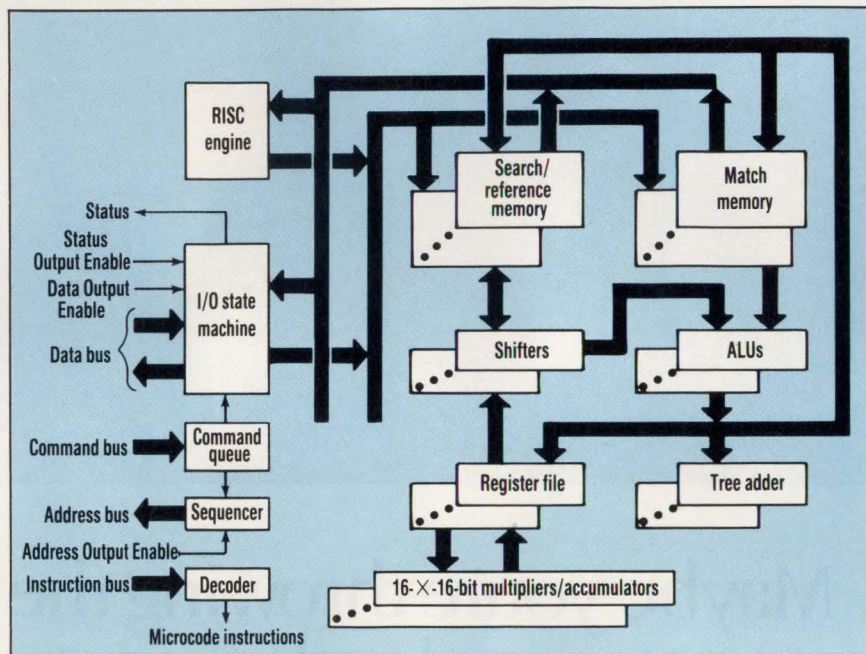 RISC
engine
Search/
reference
memory
Match
memory
Status
Status
Output Enable
Data Output
Enable
I/O state
machine
Data bus
Shifters
ALUs
Command bus
Command
queue
Register file
Tree adder
Address bus
Sequencer
Address Output Enable
Instruction bus
Decoder
16-×-16-bit multipliers/accumulators
Microcode instructions